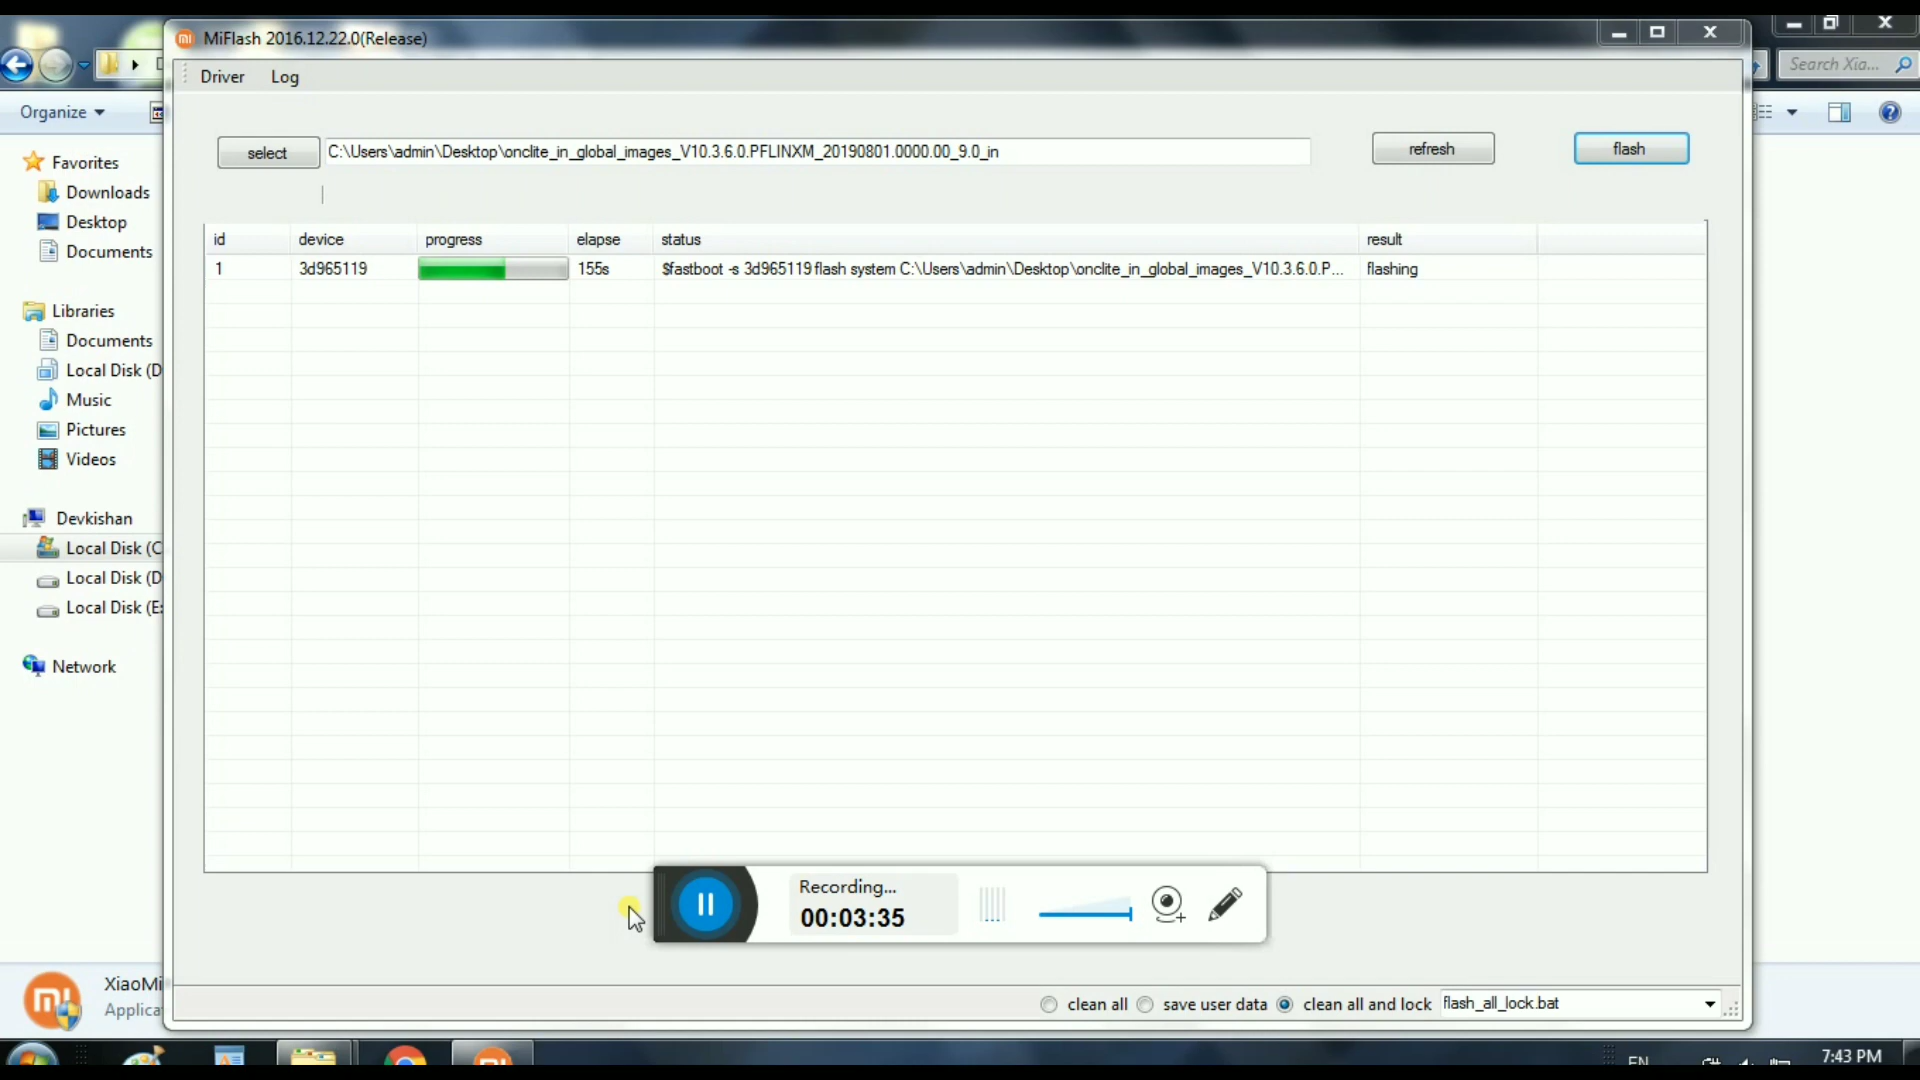 MiFlash 2016.12.22.0(Release)
Driver Log
Search Xia...
Organize
select C:\Users\admin\Desktop\onclite_in_global_images_V10.3.6.0.PFLINXM_20190801.0000.00_9.0_in refresh flash
id device progress elapse status result
1 3d965119 155s $fastboot -s 3d965119 flash system C:\Users\admin\Desktop\onclite_in_global_images_V10.3.6.0.P... flashing
Favorites
Downloads
Desktop
Documents
Libraries
Documents
Local Disk (D
Music
Pictures
Videos
Devkishan
Local Disk (C
Local Disk (D
Local Disk (E:
Network
Recording...
00:03:35
XiaoMi
Applica
clean all save user data clean all and lock flash_all_lock.bat
EN
7:43 PM